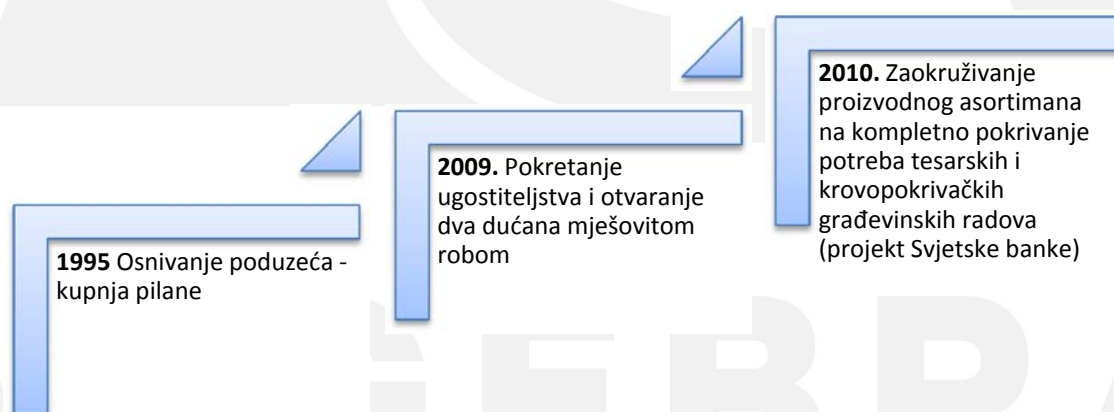 1995 Osnivanje poduzeća -
kupnja pilane
2009. Pokretanje
ugostiteljstva i otvaranje
dva dućana mješovitom
robom
2010. Zaokruživanje
proizvodnog asortimana
na kompletno pokrivanje
potreba tesarskih i
krovopokrivačkih
građevinskih radova
(projekt Svjetske banke)